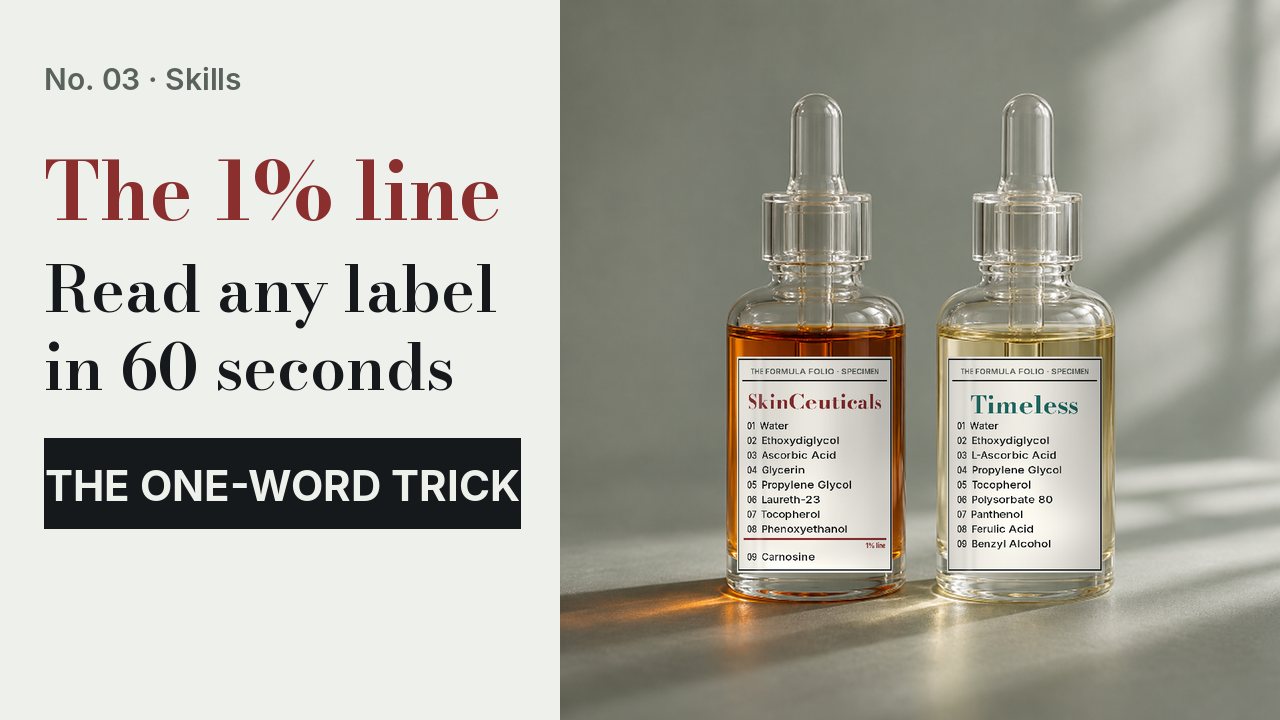 No. 03 · Skills
The 1% line
Read any label
in 60 seconds
THE ONE-WORD TRICK
THE FORMULA FOLIO · SPECIMEN
SkinCeuticals
01 Water
02 Ethoxydiglycol
03 Ascorbic Acid
04 Glycerin
05 Propylene Glycol
06 Laureth-23
07 Tocopherol
08 Phenoxyethanol
1% line
09 Carnosine
THE FORMULA FOLIO · SPECIMEN
Timeless
01 Water
02 Ethoxydiglycol
03 L-Ascorbic Acid
04 Propylene Glycol
05 Tocopherol
06 Polysorbate 80
07 Panthenol
08 Ferulic Acid
09 Benzyl Alcohol